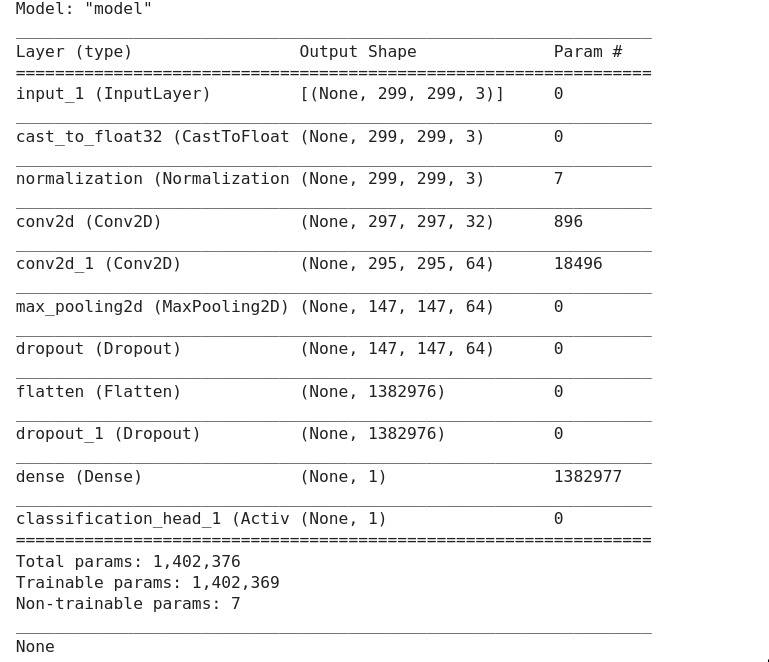 Model: "model"
Layer (type) Output Shape Param #
input_1 (InputLayer) [(None, 299, 299, 3)] 0
cast_to_float32 (CastToFloat (None, 299, 299, 3) 0
normalization (Normalization (None, 299, 299, 3) 7
conv2d (Conv2D) (None, 297, 297, 32) 896
conv2d_1 (Conv2D) (None, 295, 295, 64) 18496
max_pooling2d (MaxPooling2D) (None, 147, 147, 64) 0
dropout (Dropout) (None, 147, 147, 64) 0
flatten (Flatten) (None, 1382976) 0
dropout_1 (Dropout) (None, 1382976) 0
dense (Dense) (None, 1) 1382977
classification_head_1 (Activ (None, 1) 0
Total params: 1,402,376
Trainable params: 1,402,369
Non-trainable params: 7
None